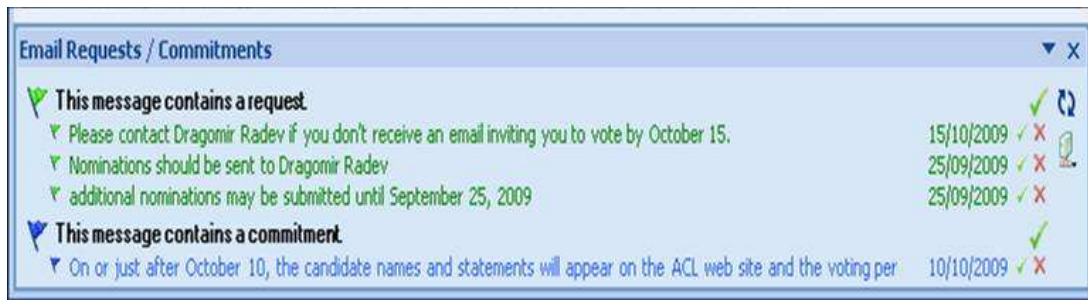 Email Requests / Commitments
This message contains a request.
Please contact Dragomir Radev if you don't receive an email inviting you to vote by October 15. 15/10/2009
Nominations should be sent to Dragomir Radev 25/09/2009
additional nominations may be submitted until September 25, 2009 25/09/2009
This message contains a commitment.
On or just after October 10, the candidate names and statements will appear on the ACL web site and the voting per 10/10/2009